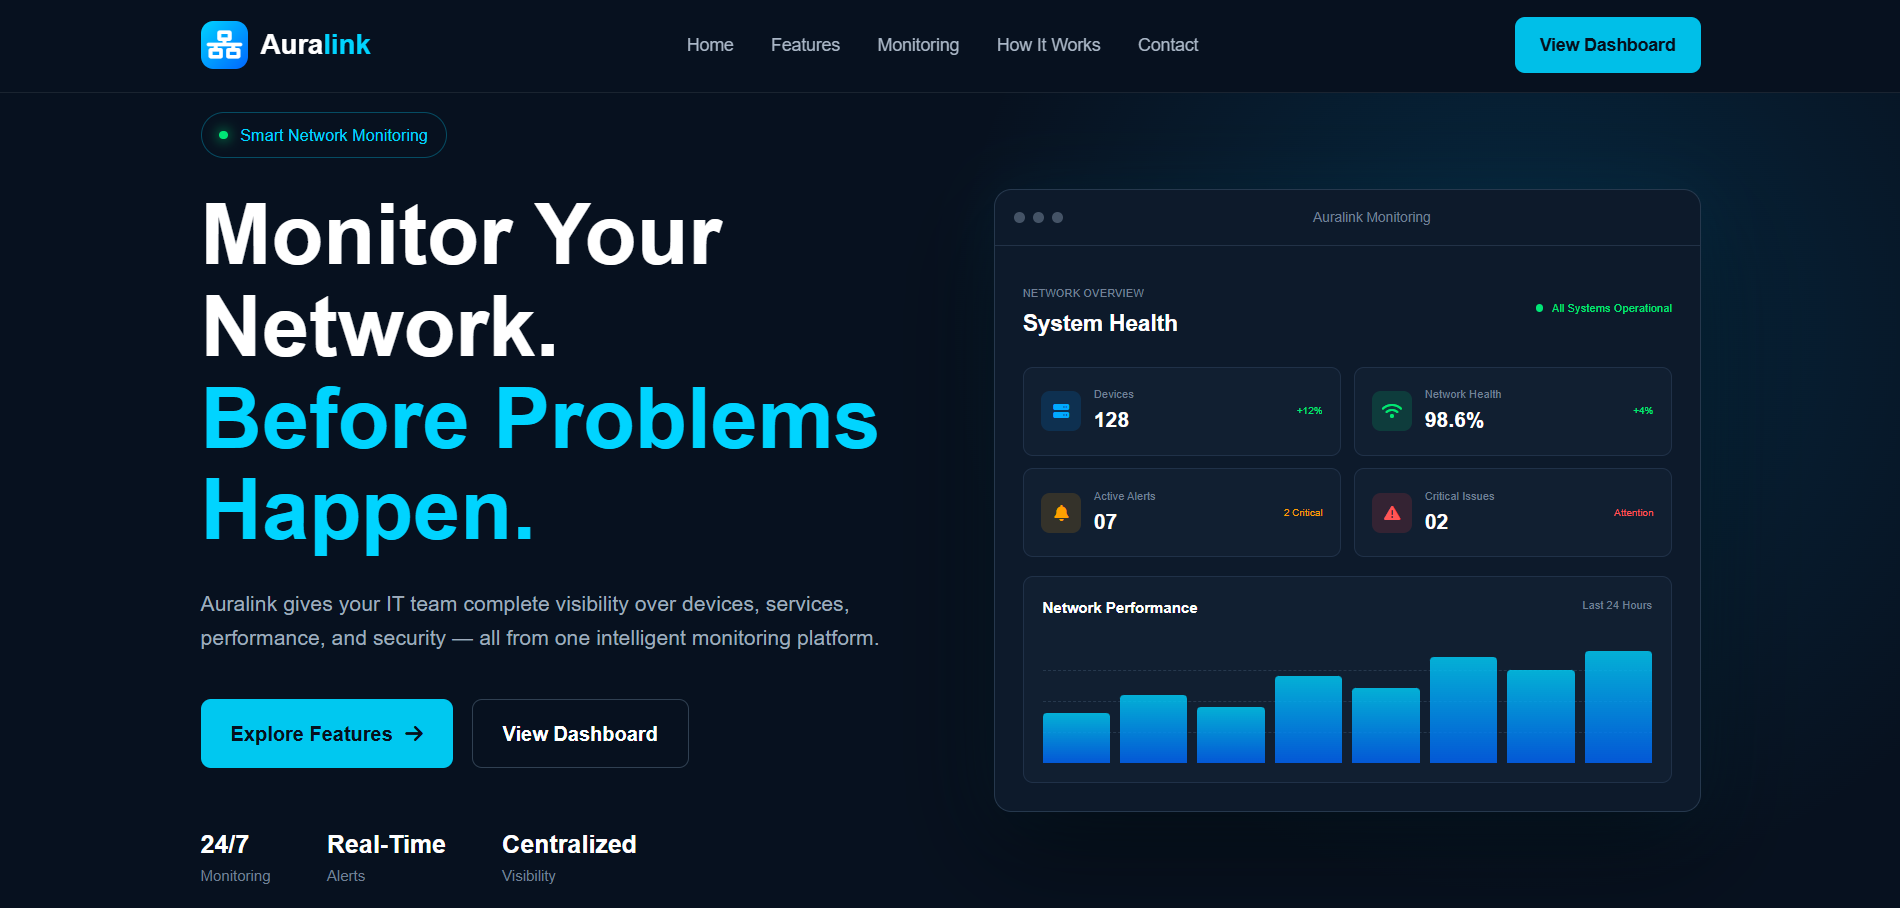 Auralink
Home
Features
Monitoring
How It Works
Contact
View Dashboard
Smart Network Monitoring
Monitor Your
Network.
Before Problems
Happen.
Auralink gives your IT team complete visibility over devices, services,
performance, and security — all from one intelligent monitoring platform.
Explore Features →
View Dashboard
24/7
Monitoring
Real-Time
Alerts
Centralized
Visibility
Auralink Monitoring
NETWORK OVERVIEW
System Health
All Systems Operational
Devices
128
+12%
Network Health
98.6%
+4%
Active Alerts
07
2 Critical
Critical Issues
02
Attention
Network Performance
Last 24 Hours